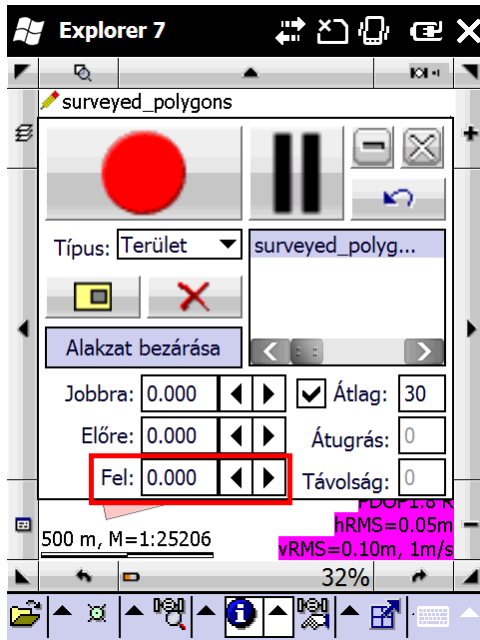 Explorer 7
surveyed_polygons
Típus: Terület
surveyed_polyg...
Alakzat bezárása
Jobbra: 0.000
Átlag: 30
Előre: 0.000
Átugrás: 0
Fel: 0.000
Távolság: 0
PDOP1.8 R
500 m, M=1:25206
hRMS=0.05m
vRMS=0.10m, 1m/s
32%